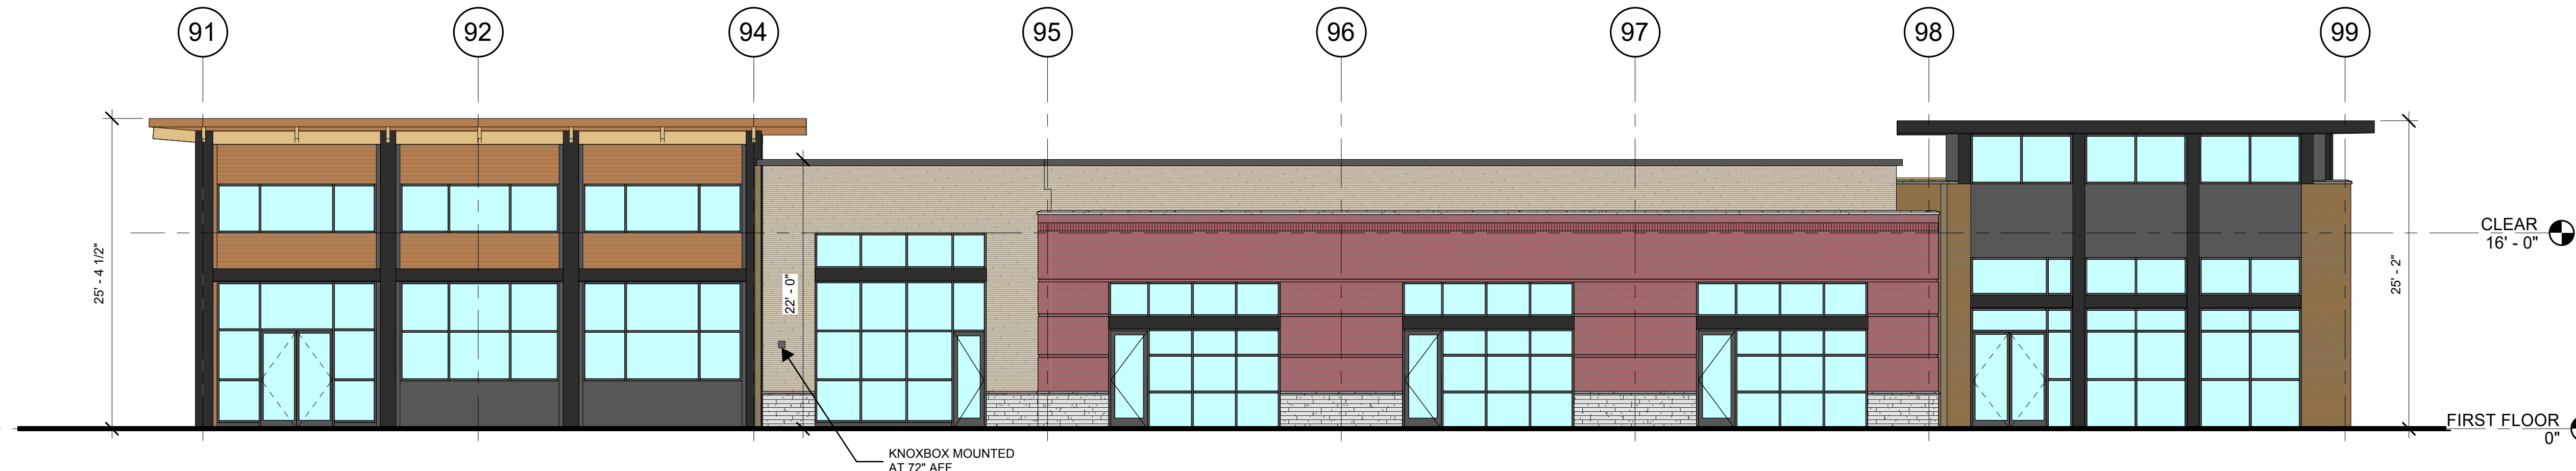 91
92
94
95
96
97
98
99
25' - 4 1/2"
22' - 0"
25' - 2"
CLEAR
16' - 0"
FIRST FLOOR
0"
KNOXBOX MOUNTED
AT 72" AFF